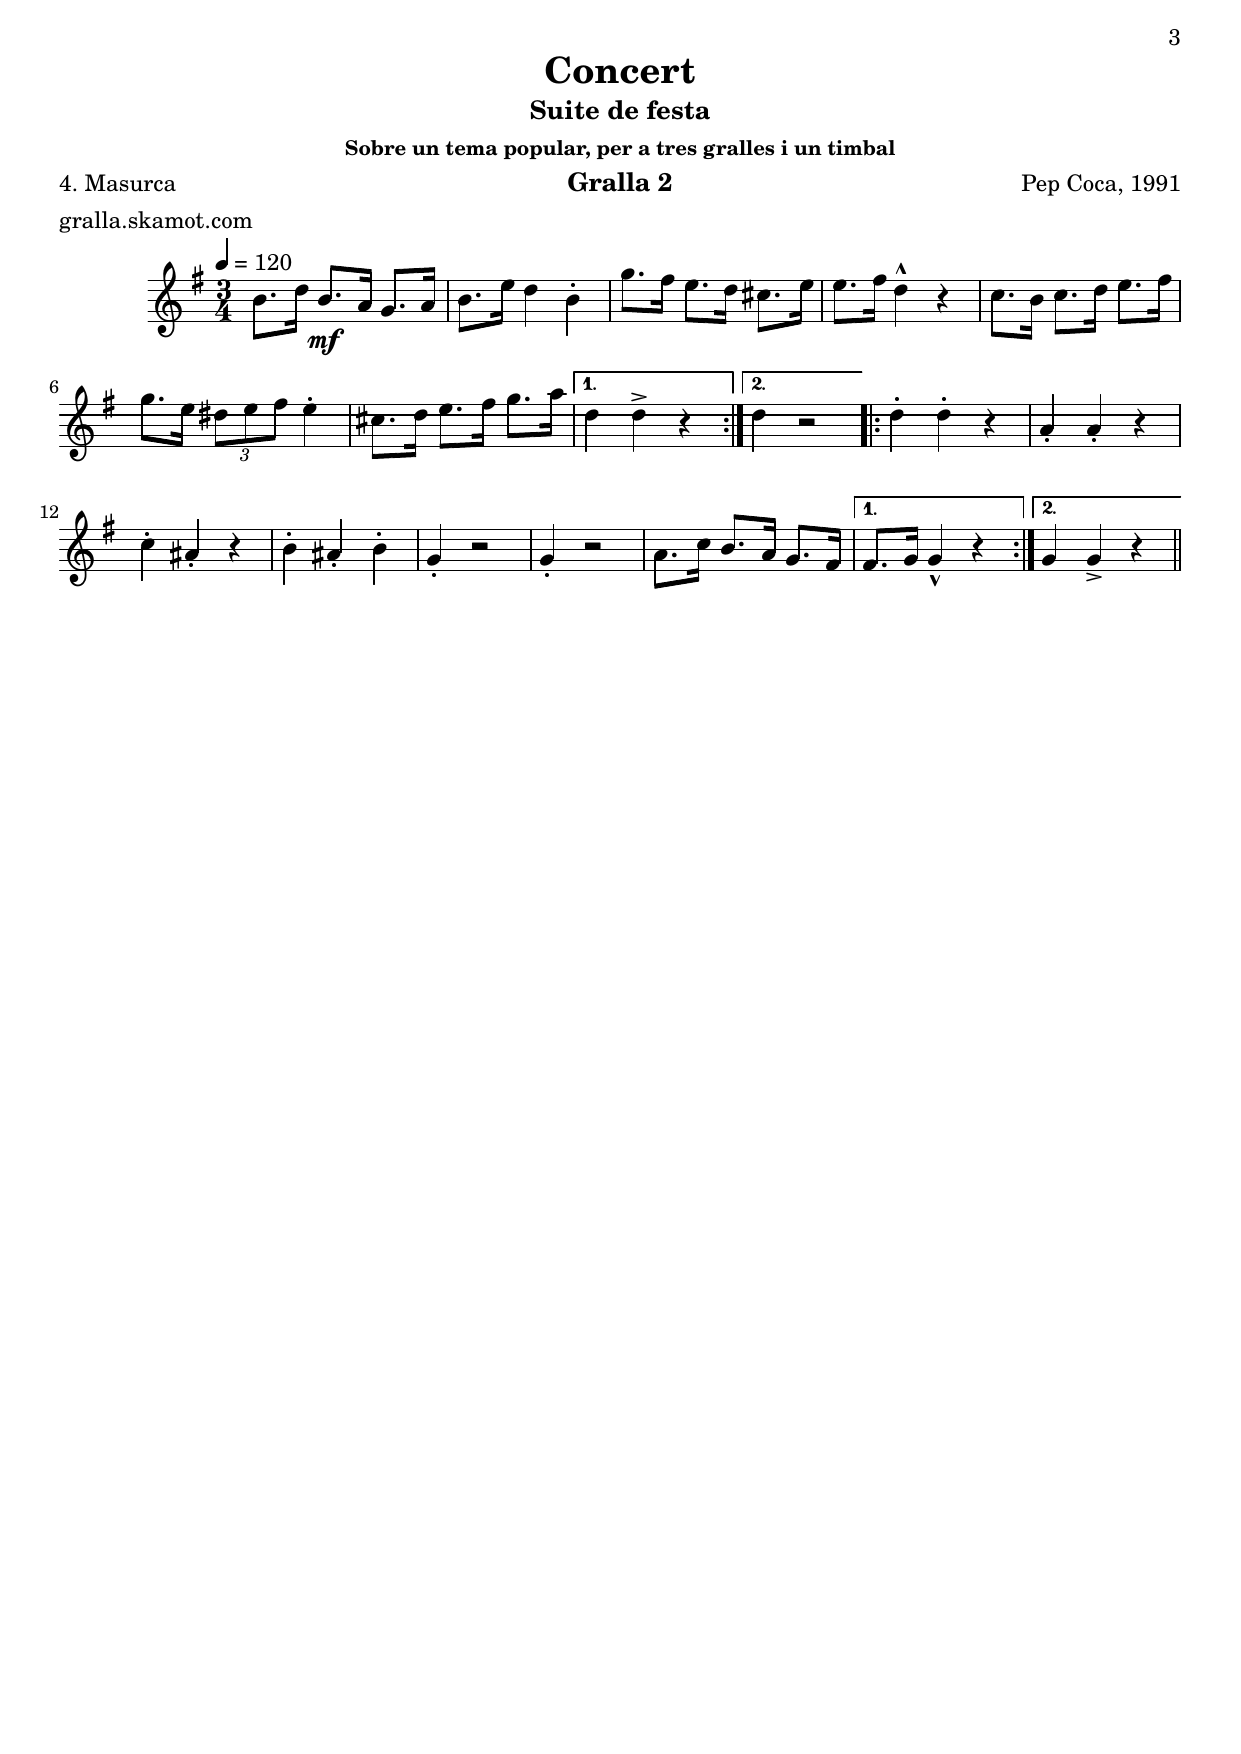 3
Concert
Suite de festa
Sobre un tema popular, per a tres gralles i un timbal
4. Masurca Gralla 2 Pep Coca, 1991
gralla.skamot.com
= 120
3
4
mf
6
3
1.
2.
12
1.
2.